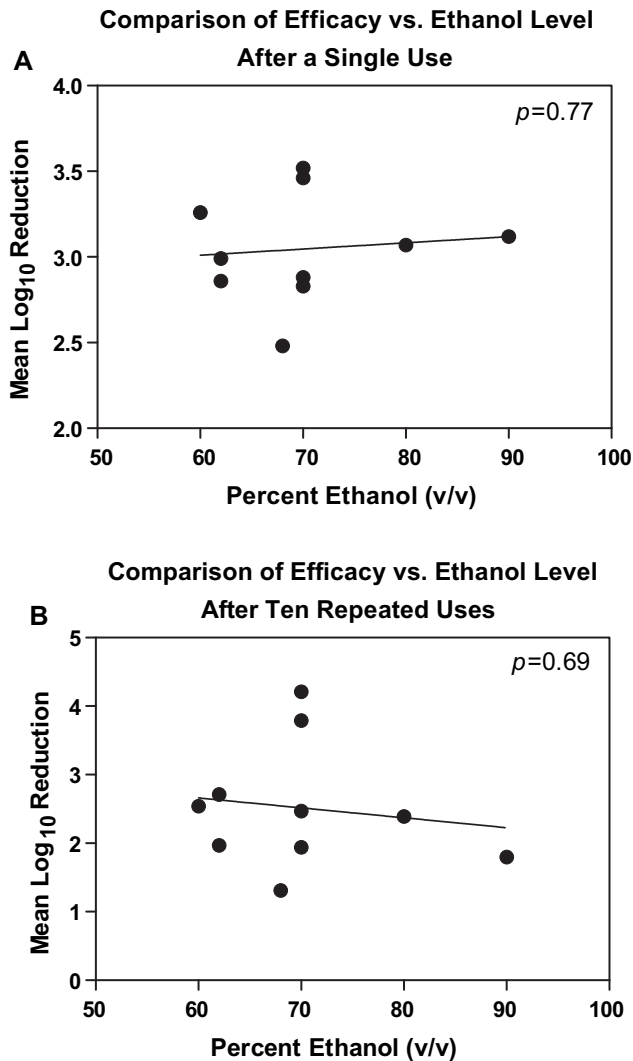 Comparison of Efficacy vs. Ethanol Level
A
After a Single Use
4.0
p=0.77
3.5
3.0
2.5
2.0
Mean Log10 Reduction
50 60 70 80 90 100
Percent Ethanol (v/v)
Comparison of Efficacy vs. Ethanol Level
B
After Ten Repeated Uses
5
p=0.69
4
3
2
1
0
Mean Log10 Reduction
50 60 70 80 90 100
Percent Ethanol (v/v)